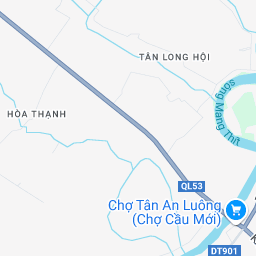 TÂN LONG HỘI
sông Mang Thít
HÒA THẠNH
QL53
Chợ Tân An Luông
(Chợ Cầu Mới)
DT901